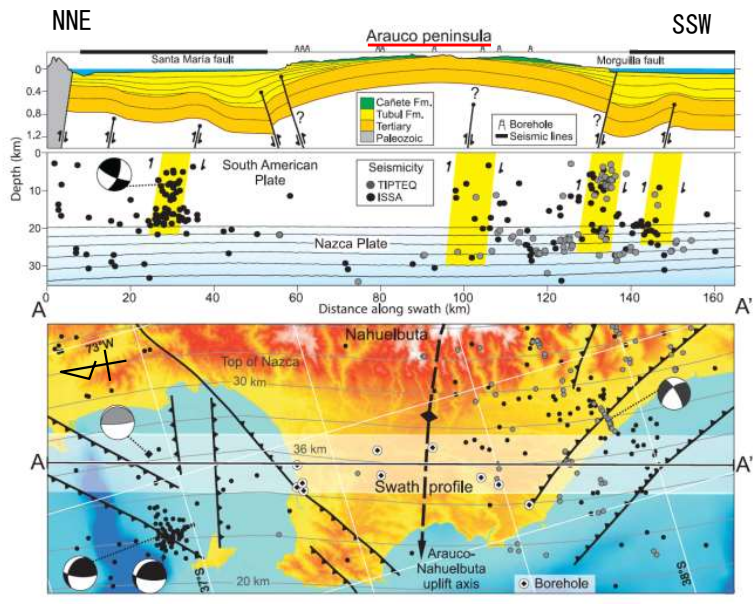 NNE
Arauco peninsula
SSW
Santa María fault
Morguilla fault
0
0.4
0.8
1.2
?
?
?
Cañete Fm.
Tubul Fm.
Tertiary
Paleozoic
Borehole
Seismic lines
Depth (km)
0
10
20
30
South American
Plate
Seismicity
TIPTEQ
ISSA
Nazca Plate
0
20
40
60
80
100
120
140
160
A
Distance along swath (km)
A'
73°W
Nahuelbuta
Top of Nazca
30 km
36 km
A
A'
Swath profile
Arauco-
Nahuelbuta
uplift axis
37°S
20 km
Borehole
38°S